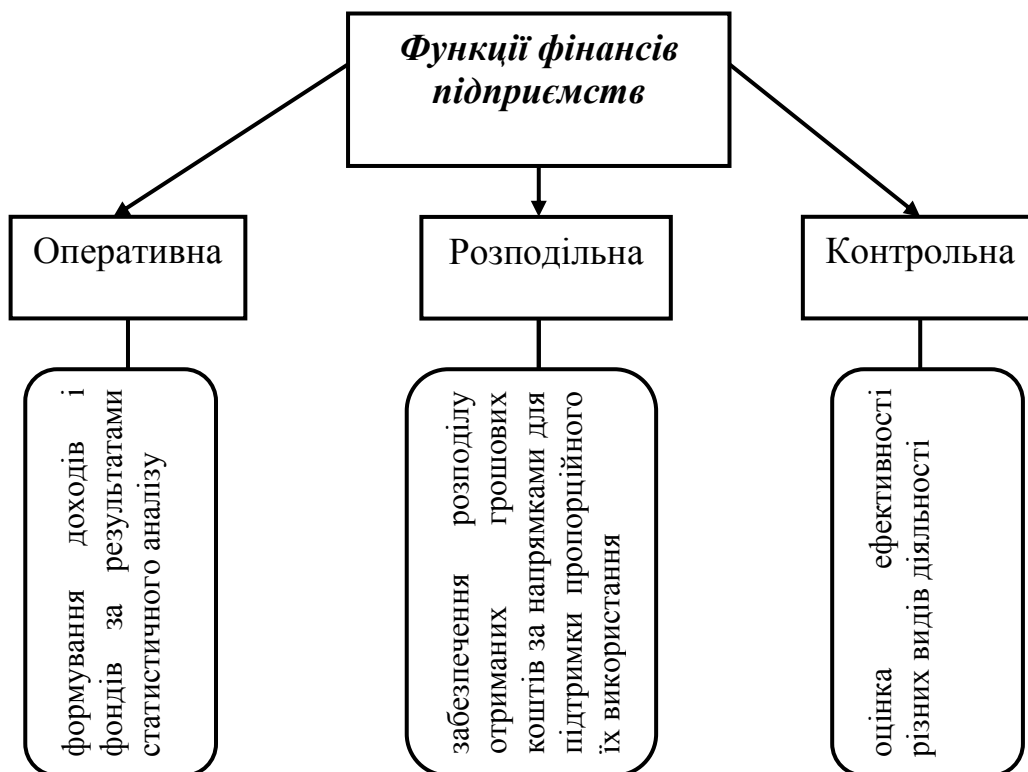 Функції фінансів
підприємств
Оперативна
Розподільна
Контрольна
формування доходів і
фондів за результатами
статистичного аналізу
забезпечення розподілу
отриманих грошових
коштів за напрямками для
підтримки пропорційного
їх використання
оцінка ефективності
різних видів діяльності